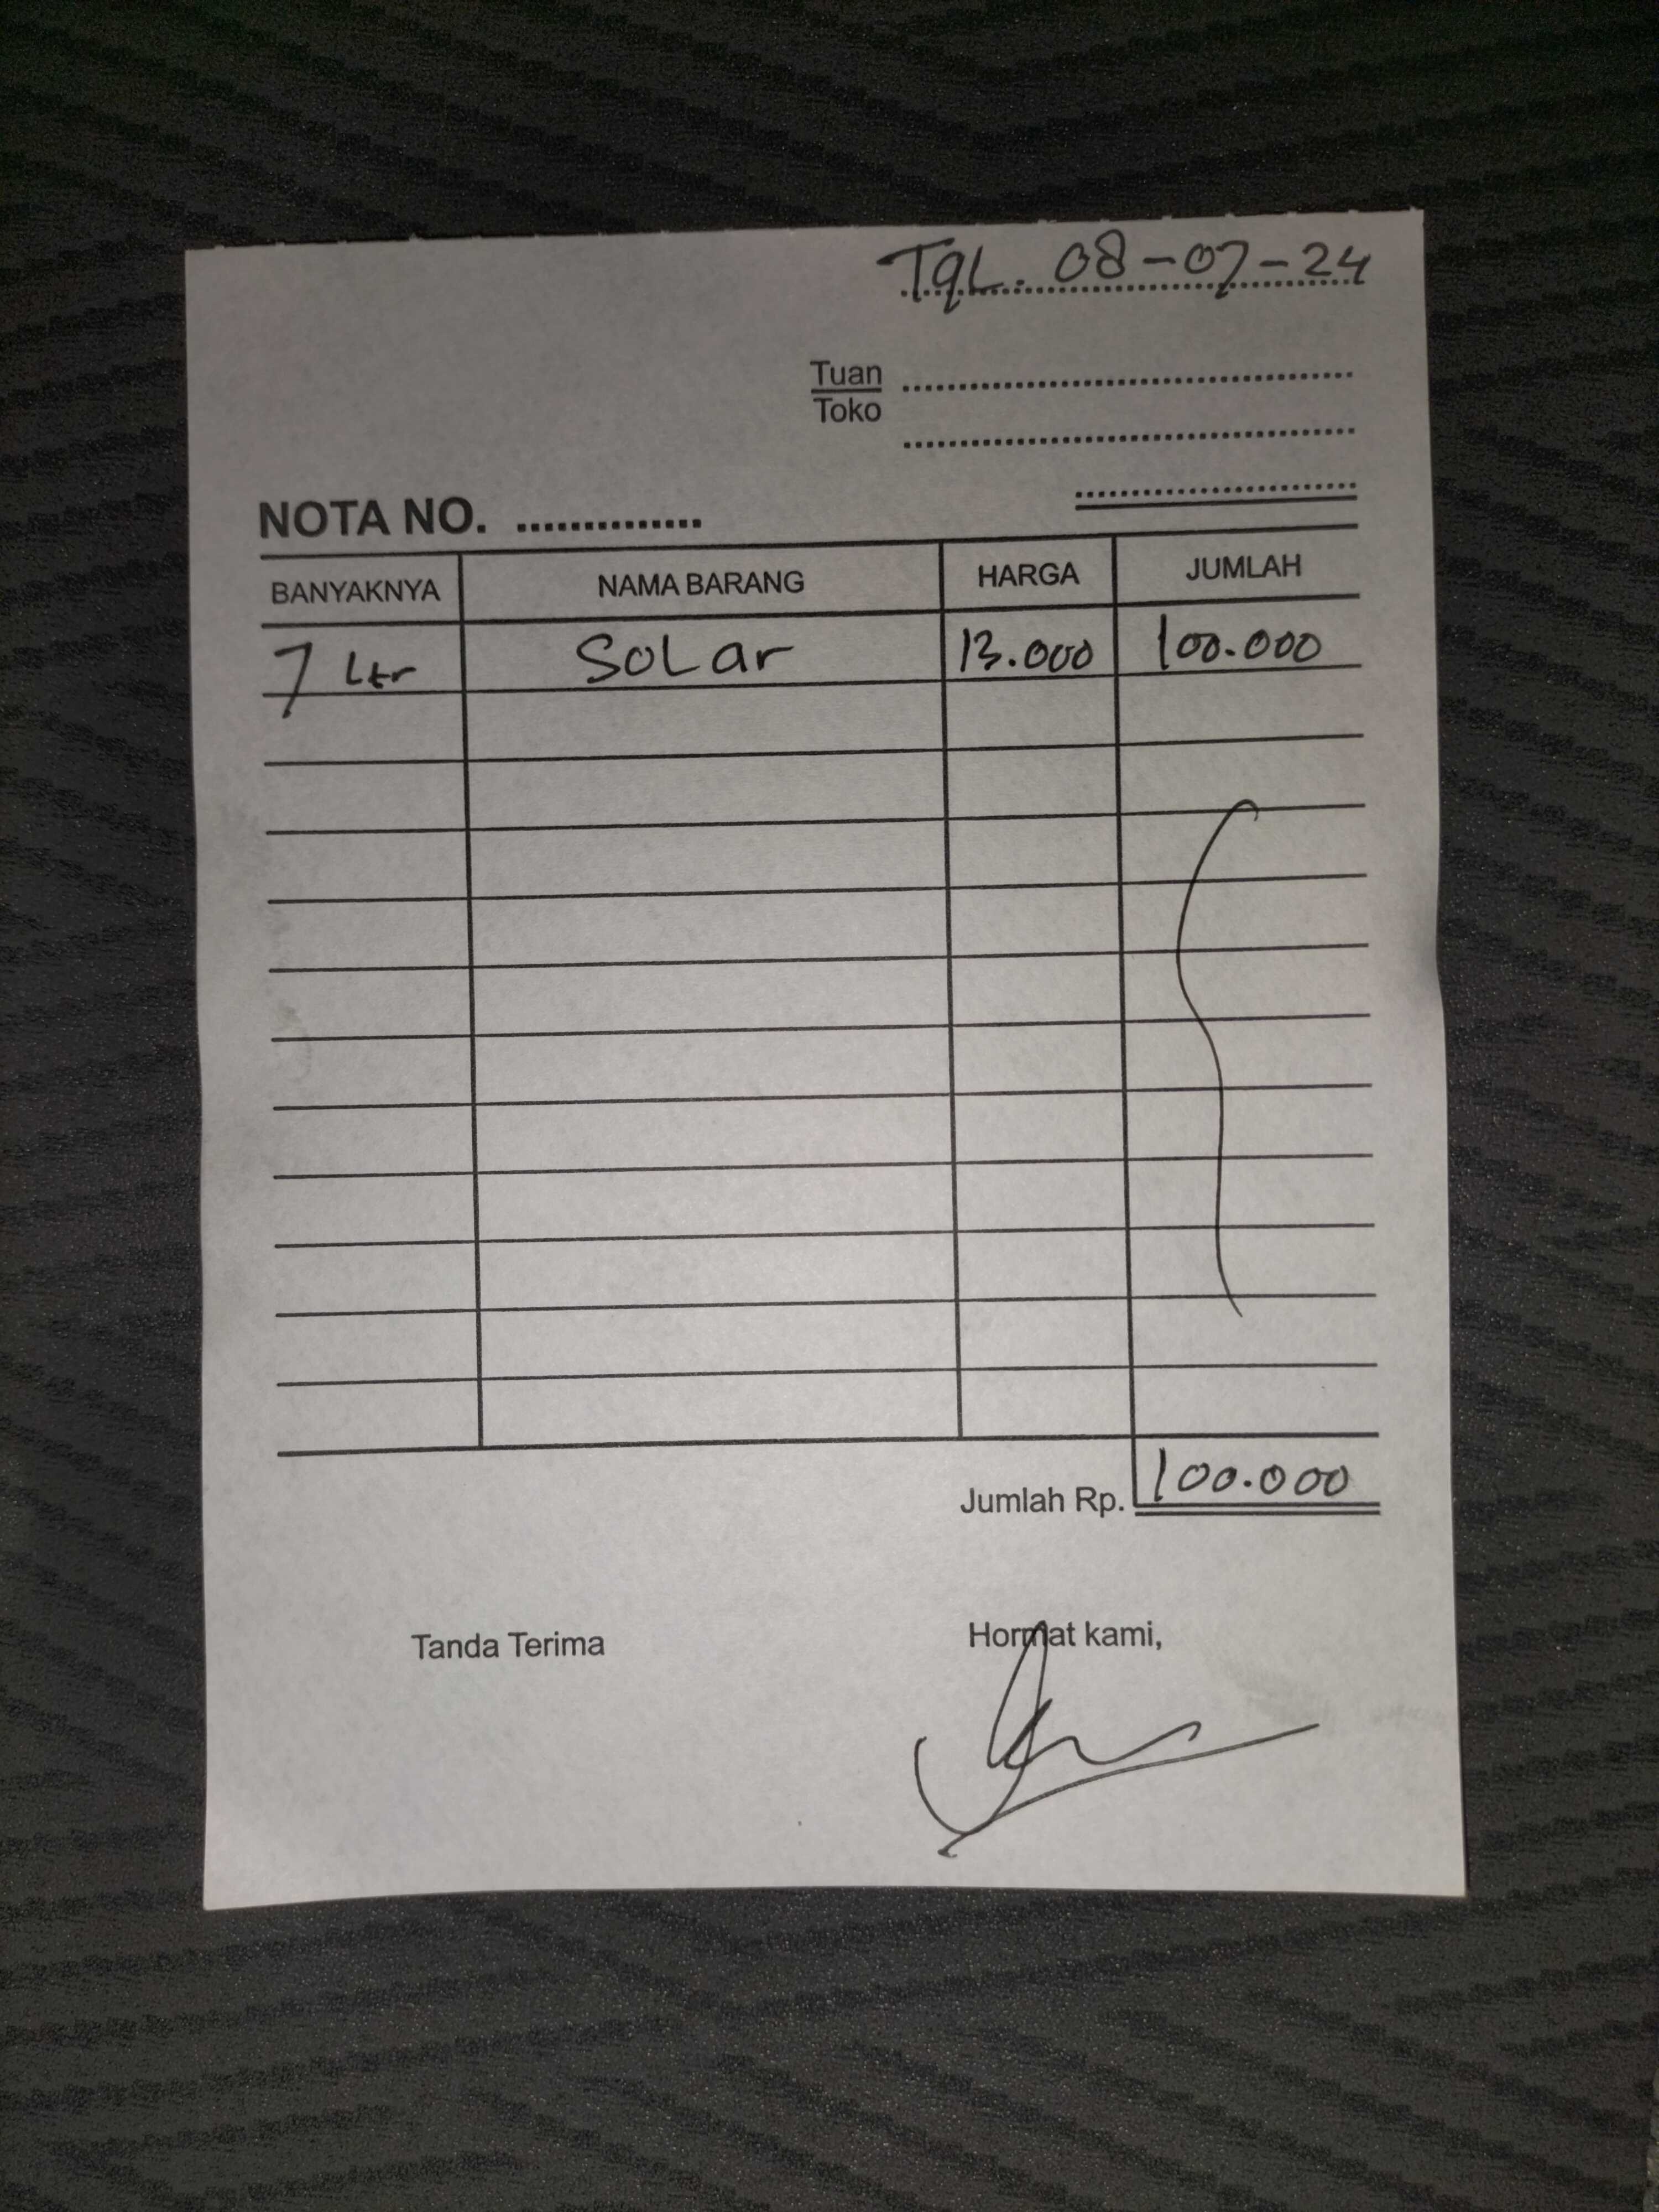 TgL. 08-07-24
Tuan
Toko
NOTA NO. ..............
BANYAKNYA NAMA BARANG HARGA JUMLAH
7 Ltr SoLar 13.000 100.000
Jumlah Rp. 100.000
Tanda Terima Hormat kami,